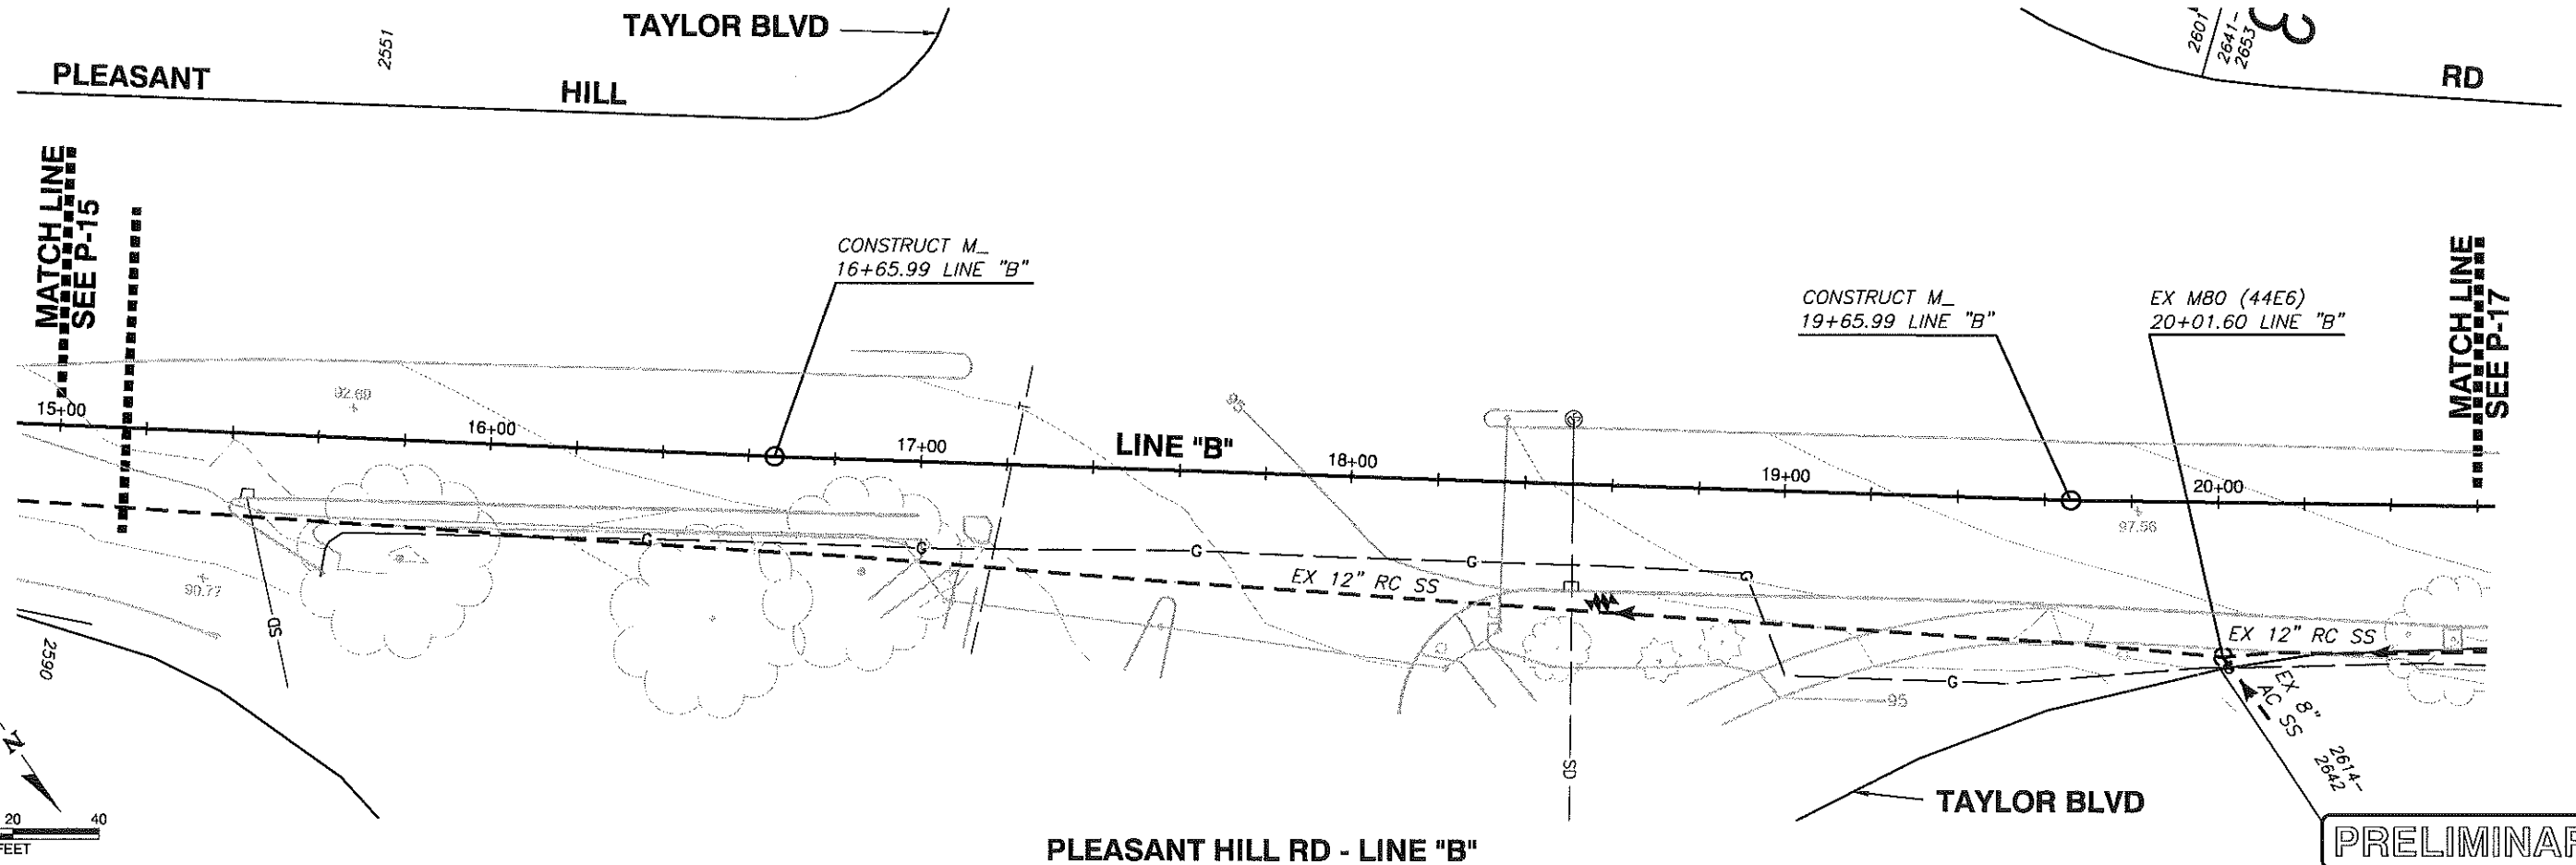 TAYLOR BLVD
2551
PLEASANT HILL RD
2601
2641-
2653
3
MATCH LINE
SEE P-15
CONSTRUCT M_
16+65.99 LINE "B"
CONSTRUCT M_
19+65.99 LINE "B"
EX M80 (44E6)
20+01.60 LINE "B"
MATCH LINE
SEE P-17
92.69
95
15+00
16+00
17+00
LINE "B"
18+00
19+00
20+00
97.56
G
G
G
G
G
EX 12" RC SS
90.77
SD
2590
EX 12" RC SS
G
95
EX 8"
AC SS
2614-
2642
SD
N
TAYLOR BLVD
20 40
FEET
PLEASANT HILL RD - LINE "B"
PRELIMINAR